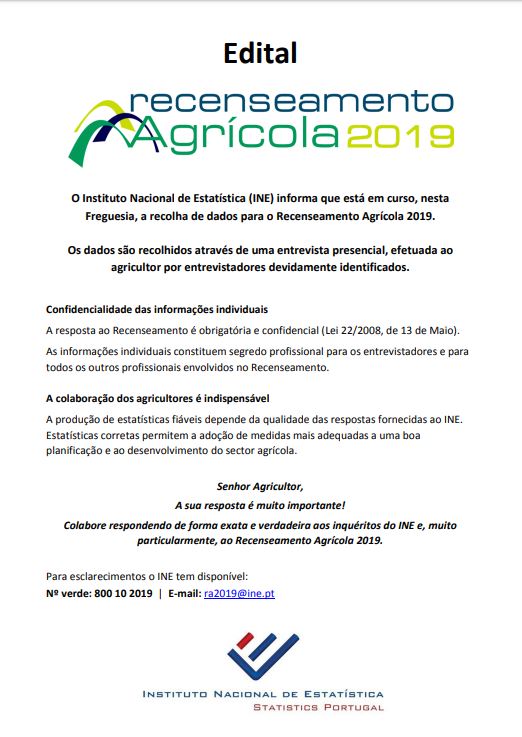 Edital
recenseamento
Agrícola 2019
O Instituto Nacional de Estatística (INE) informa que está em curso, nesta
Freguesia, a recolha de dados para o Recenseamento Agrícola 2019.
Os dados são recolhidos através de uma entrevista presencial, efetuada ao
agricultor por entrevistadores devidamente identificados.
Confidencialidade das informações individuais
A resposta ao Recenseamento é obrigatória e confidencial (Lei 22/2008, de 13 de Maio).
As informações individuais constituem segredo profissional para os entrevistadores e para
todos os outros profissionais envolvidos no Recenseamento.
A colaboração dos agricultores é indispensável
A produção de estatísticas fiáveis depende da qualidade das respostas fornecidas ao INE.
Estatísticas corretas permitem a adoção de medidas mais adequadas a uma boa
planificação e ao desenvolvimento do sector agrícola.
Senhor Agricultor,
A sua resposta é muito importante!
Colabore respondendo de forma exata e verdadeira aos inquéritos do INE e, muito
particularmente, ao Recenseamento Agrícola 2019.
Para esclarecimentos o INE tem disponível:
Nº verde: 800 10 2019 | E-mail: ra2019@ine.pt
INSTITUTO NACIONAL DE ESTATÍSTICA
STATISTICS PORTUGAL